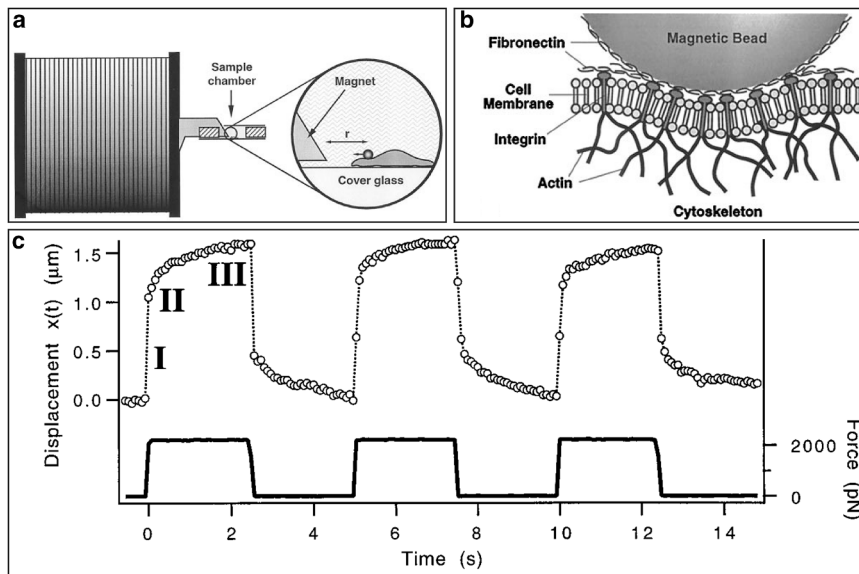 a
Sample
chamber
Magnet
r
Cover glass
b
Fibronectin
Magnetic Bead
Cell
Membrane
Integrin
Actin
Cytoskeleton
c
Displacement x(t) (μm)
1.5
1.0
0.5
0.0
I
II
III
2000
0
Force (pN)
0 2 4 6 8 10 12 14
Time (s)